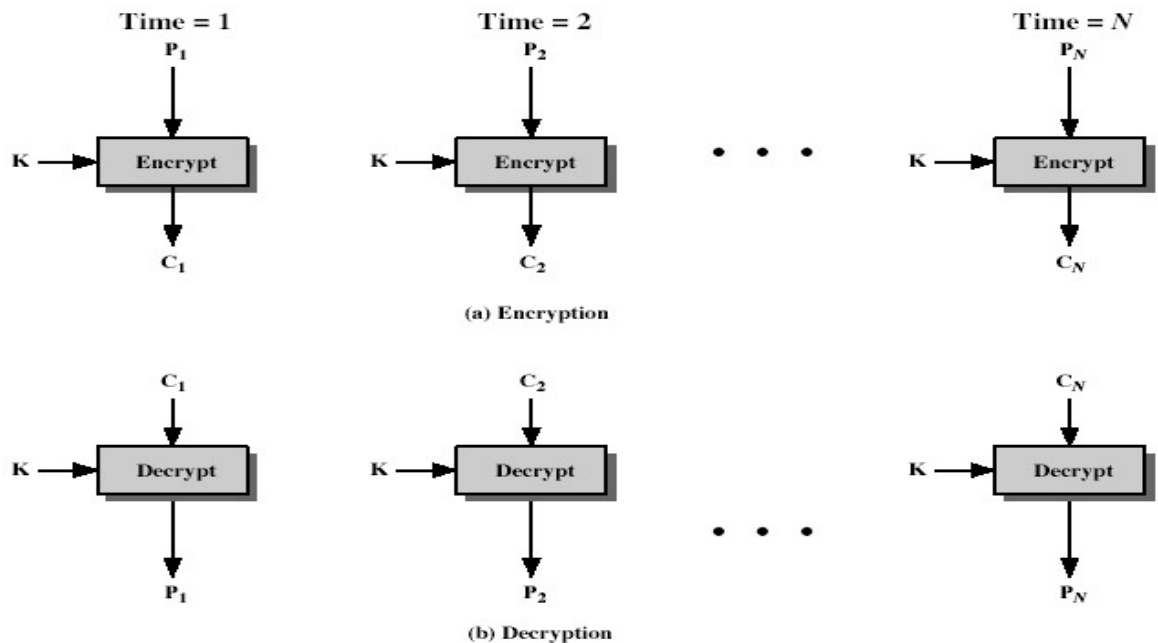 Time = 1 Time = 2 Time = N
P1 P2 PN
K Encrypt K Encrypt K Encrypt
C1 C2 CN
(a) Encryption
C1 C2 CN
K Decrypt K Decrypt K Decrypt
P1 P2 PN
(b) Decryption